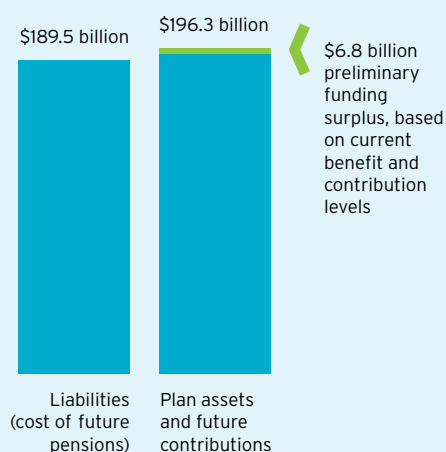 $189.5 billion
$196.3 billion
$6.8 billion
preliminary
funding
surplus, based
on current
benefit and
contribution
levels
Liabilities
(cost of future
pensions)
Plan assets
and future
contributions